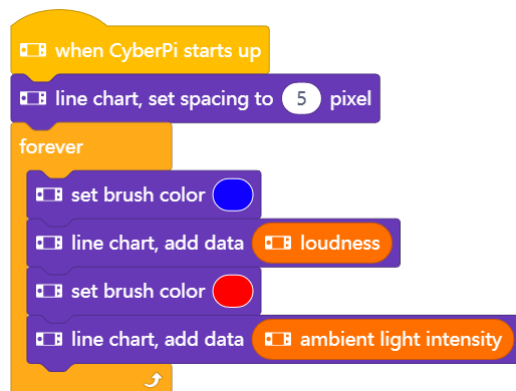 when CyberPi starts up
line chart, set spacing to 5 pixel
forever
set brush color
line chart, add data loudness
set brush color
line chart, add data ambient light intensity